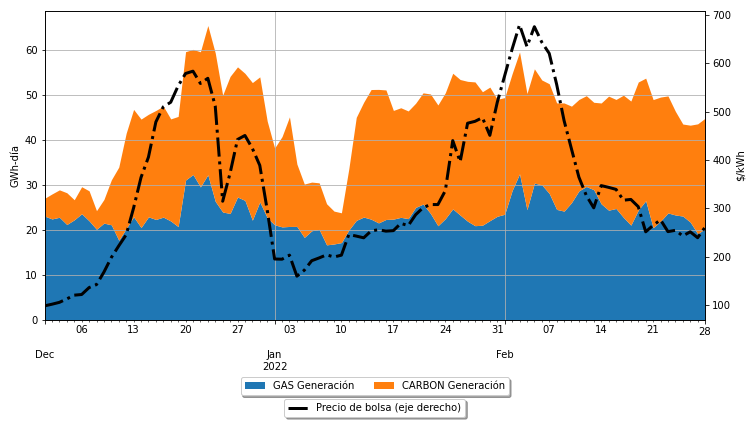 GWh-día
60
50
40
30
20
10
0
700
600
500
400
300
200
100
$/kWh
06 13 20 27 03 10 17 24 31 07 14 21 28
Dec Jan Feb
2022
GAS Generación CARBON Generación
Precio de bolsa (eje derecho)